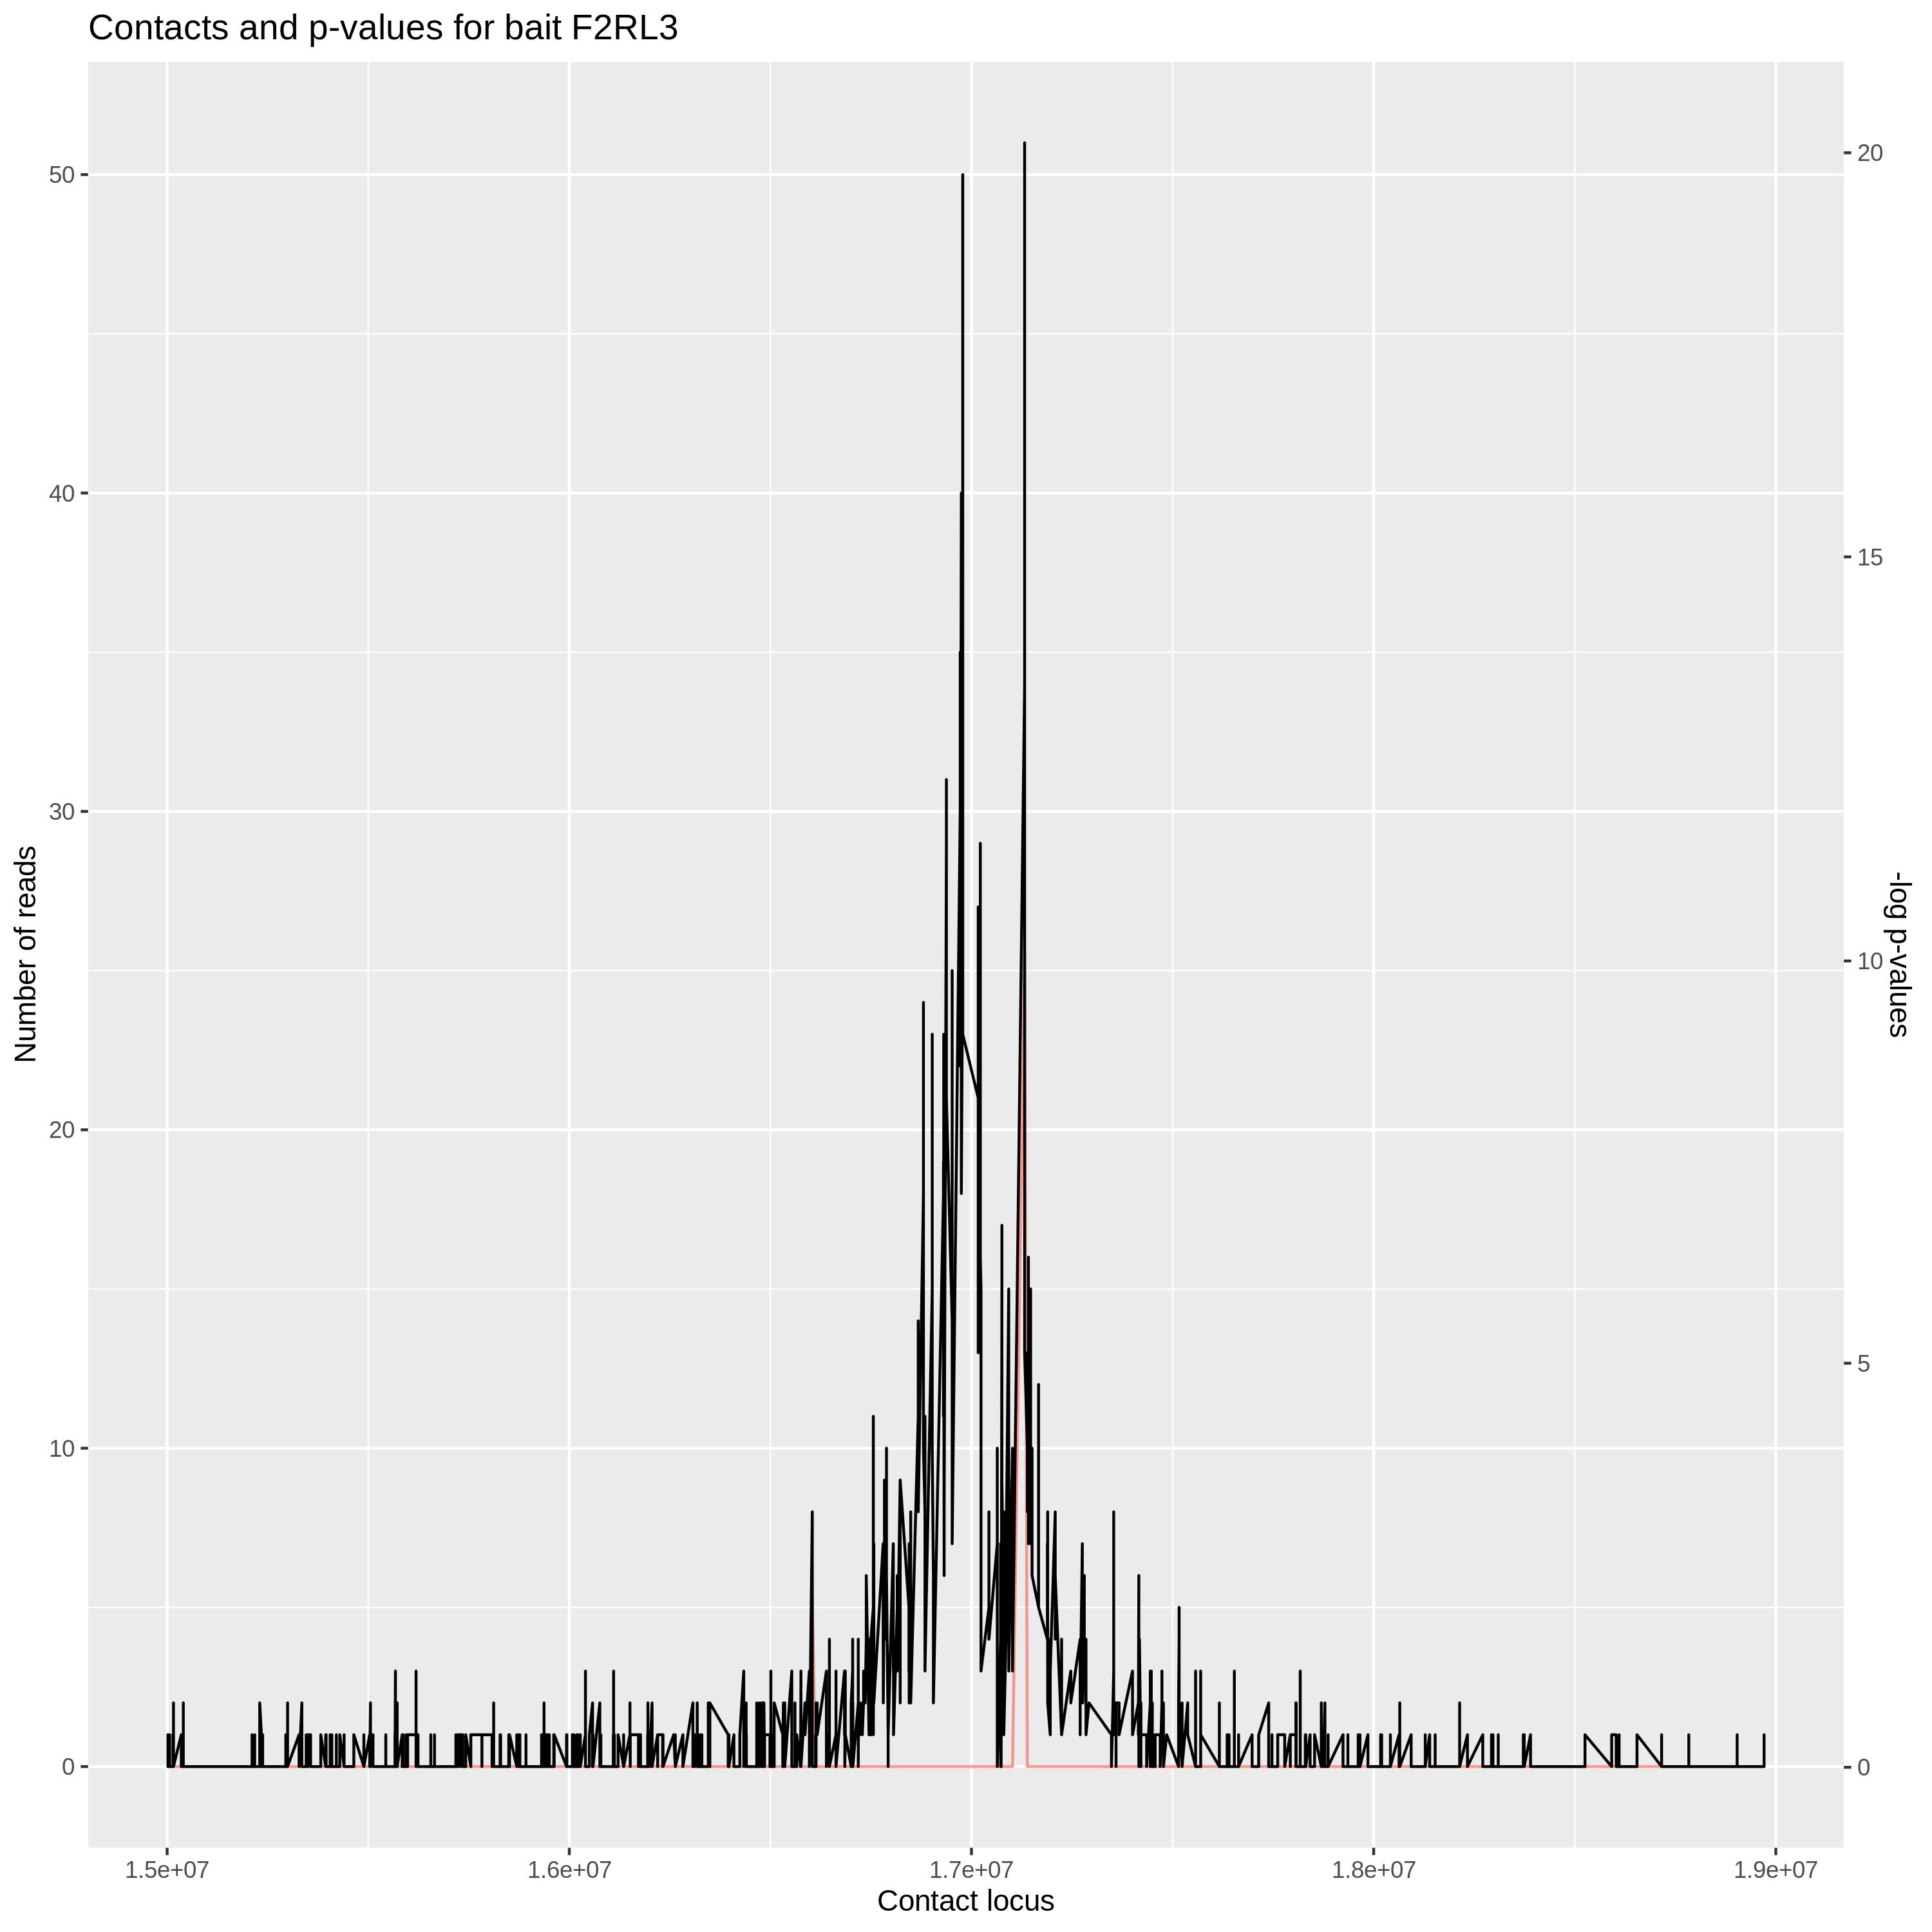 Contacts and p-values for bait F2RL3
50
40
30
20
10
0
Number of reads
20
15
10
5
0
-log p-values
1.5e+07 1.6e+07 1.7e+07 1.8e+07 1.9e+07
Contact locus